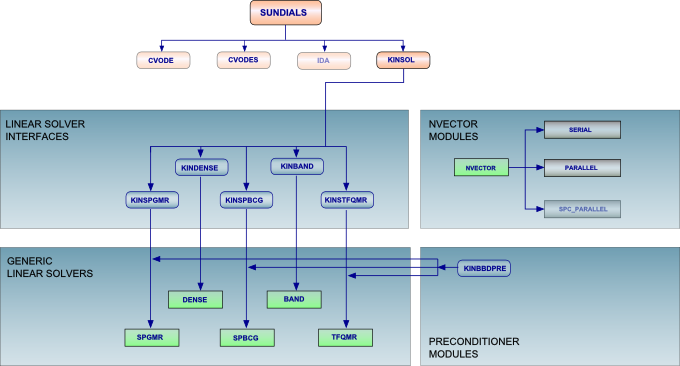 SUNDIALS
CVODE
CVODES
IDA
KINSOL
LINEAR SOLVER
INTERFACES
KINDENSE
KINBAND
KINSPGMR
KINSPBCG
KINSTFQMR
NVECTOR
MODULES
NVECTOR
SERIAL
PARALLEL
SPC_PARALLEL
GENERIC
LINEAR SOLVERS
DENSE
BAND
SPGMR
SPBCG
TFQMR
KINBBDPRE
PRECONDITIONER
MODULES